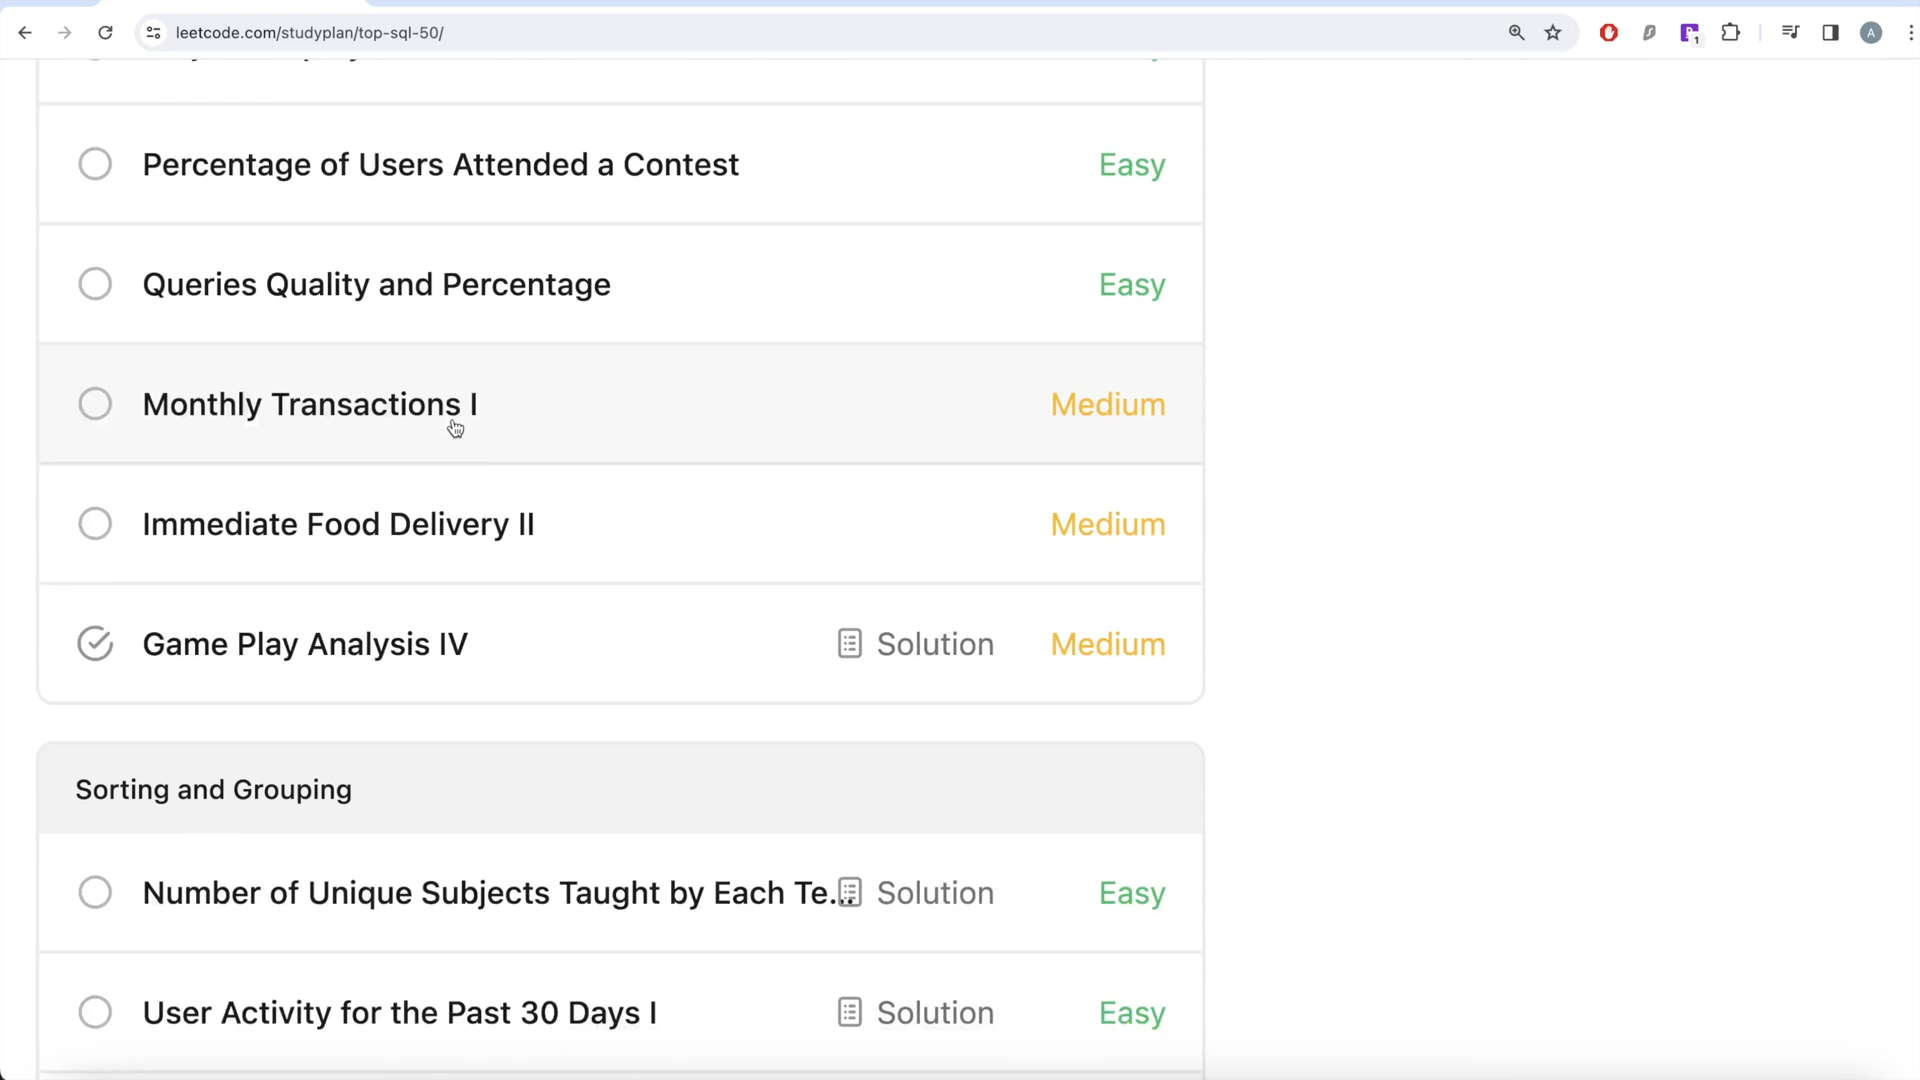 leetcode.com/studyplan/top-sql-50/
1
A
Percentage of Users Attended a Contest Easy
Queries Quality and Percentage Easy
Monthly Transactions I Medium
Immediate Food Delivery II Medium
Game Play Analysis IV Solution Medium
Sorting and Grouping
Number of Unique Subjects Taught by Each Te... Solution Easy
User Activity for the Past 30 Days I Solution Easy